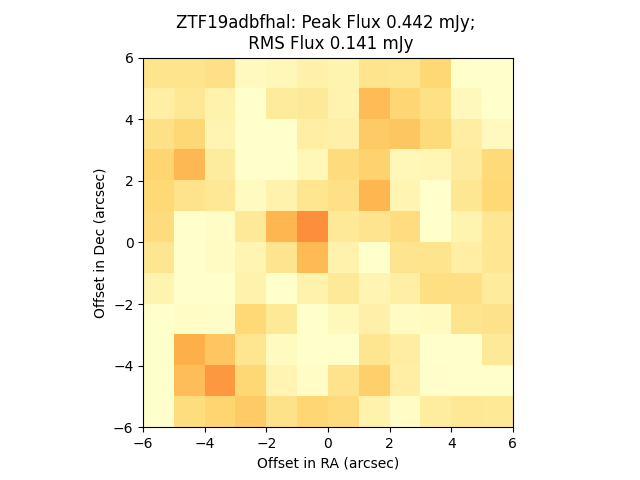 ZTF19adbfhal: Peak Flux 0.442 mJy;
RMS Flux 0.141 mJy
6
4
2
0
−2
−4
−6
Offset in Dec (arcsec)
−6 −4 −2 0 2 4 6
Offset in RA (arcsec)